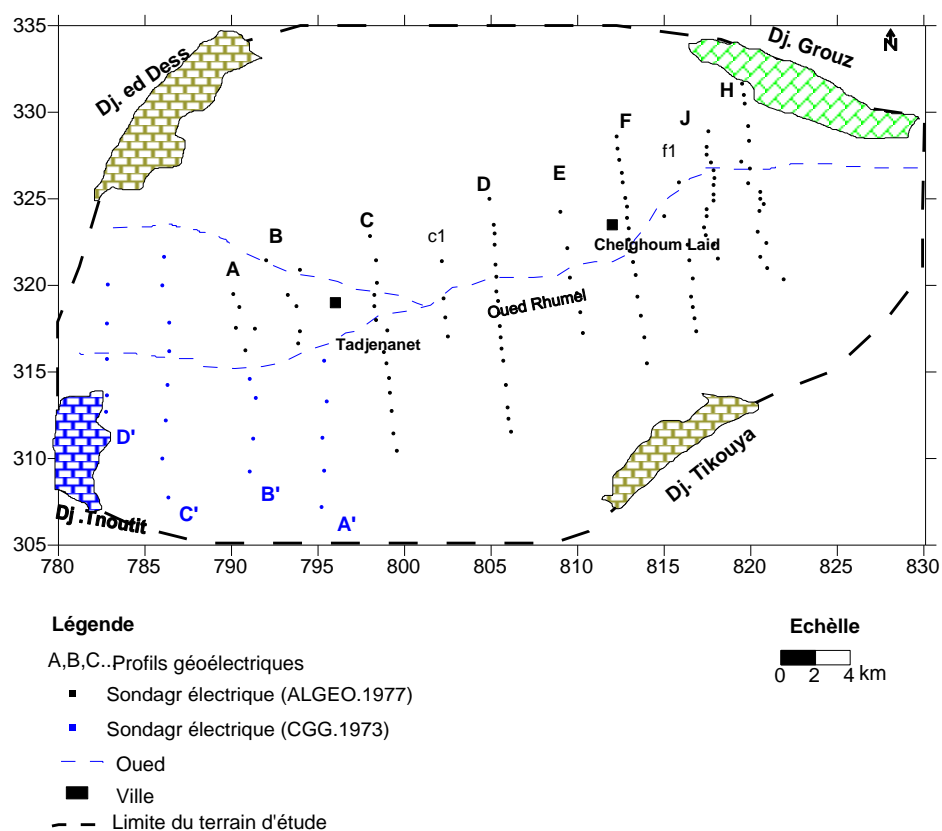 335
330
325
320
315
310
305
780
785
790
795
800
805
810
815
820
825
830
Dj. ed Dess
Dj. Grouz
N
H
F
J
f1
E
D
C
c1
B
A
Chelghoum Laid
Oued Rhumel
Tadjenanet
D'
C'
B'
A'
Dj .Tnoutit
Dj. Tikouya
Légende
A,B,C..Profils géoélectriques
Sondagr électrique (ALGEO.1977)
Sondagr électrique (CGG.1973)
Oued
Ville
Limite du terrain d'étude
Echèlle
0 2 4 km